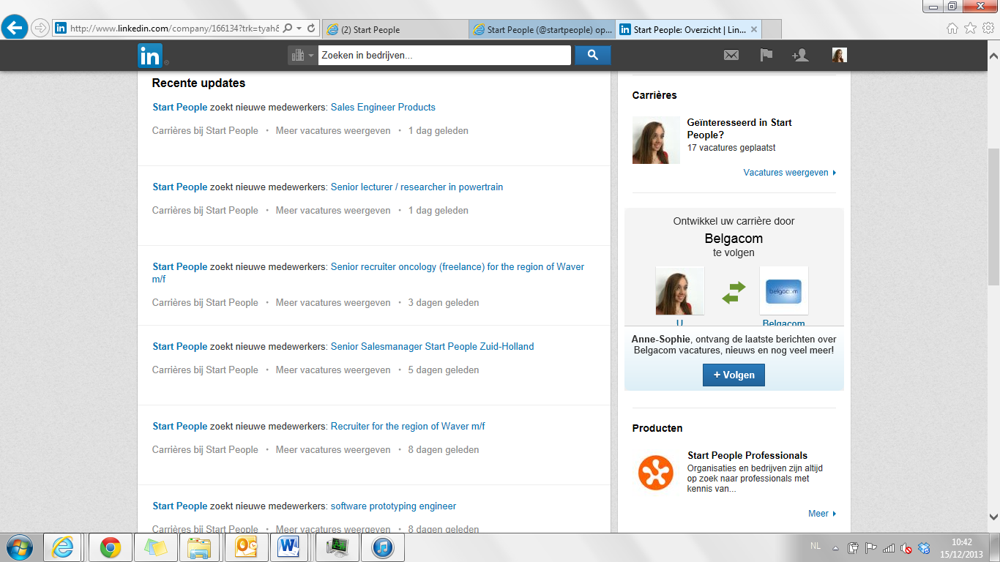 http://www.linkedin.com/company/166134?trk=tyah&
(2) Start People
Start People (@startpeople) op...
Start People: Overzicht | Lin...
in
Zoeken in bedrijven...
Recente updates
Start People zoekt nieuwe medewerkers: Sales Engineer Products
Carrières bij Start People • Meer vacatures weergeven • 1 dag geleden
Start People zoekt nieuwe medewerkers: Senior lecturer / researcher in powertrain
Carrières bij Start People • Meer vacatures weergeven • 1 dag geleden
Start People zoekt nieuwe medewerkers: Senior recruiter oncology (freelance) for the region of Waver
m/f
Carrières bij Start People • Meer vacatures weergeven • 3 dagen geleden
Start People zoekt nieuwe medewerkers: Senior Salesmanager Start People Zuid-Holland
Carrières bij Start People • Meer vacatures weergeven • 5 dagen geleden
Start People zoekt nieuwe medewerkers: Recruiter for the region of Waver m/f
Carrières bij Start People • Meer vacatures weergeven • 8 dagen geleden
Start People zoekt nieuwe medewerkers: software prototyping engineer
Carrières bij Start People • Meer vacatures weergeven • 8 dagen geleden
Carrières
Geïnteresseerd in Start
People?
17 vacatures geplaatst
Vacatures weergeven
Ontwikkel uw carrière door
Belgacom
te volgen
belgacom
U
Belgacom
Anne-Sophie, ontvang de laatste berichten over
Belgacom vacatures, nieuws en nog veel meer!
+ Volgen
Producten
Start People Professionals
Organisaties en bedrijven zijn altijd
op zoek naar professionals met
kennis van...
Meer
NL
10:42
15/12/2013